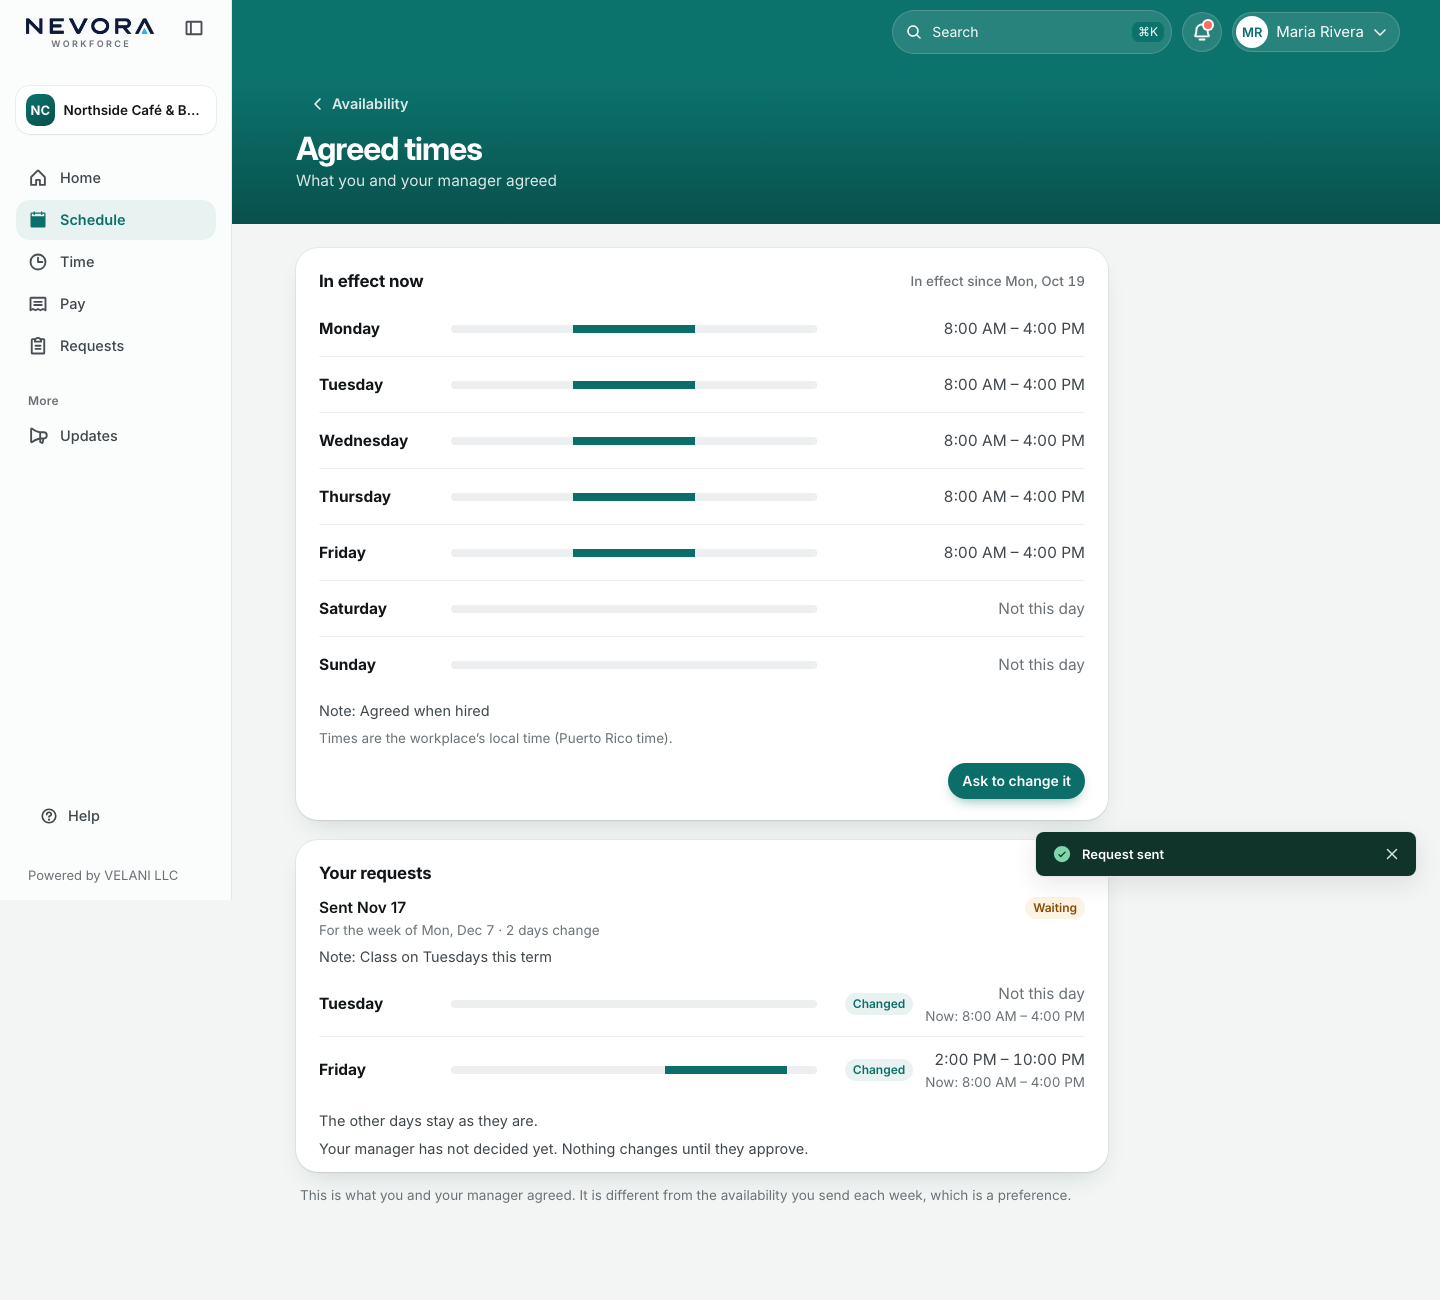 NEVORA
WORKFORCE
Search
⌘K
MR
Maria Rivera
NC
Northside Café & B...
Home
Schedule
Time
Pay
Requests
More
Updates
Help
Powered by VELANI LLC
Availability
Agreed times
What you and your manager agreed
In effect now
In effect since Mon, Oct 19
Monday
8:00 AM – 4:00 PM
Tuesday
8:00 AM – 4:00 PM
Wednesday
8:00 AM – 4:00 PM
Thursday
8:00 AM – 4:00 PM
Friday
8:00 AM – 4:00 PM
Saturday
Not this day
Sunday
Not this day
Note: Agreed when hired
Times are the workplace’s local time (Puerto Rico time).
Ask to change it
Request sent
Your requests
Sent Nov 17
Waiting
For the week of Mon, Dec 7 · 2 days change
Note: Class on Tuesdays this term
Tuesday
Changed
Not this day
Now: 8:00 AM – 4:00 PM
Friday
Changed
2:00 PM – 10:00 PM
Now: 8:00 AM – 4:00 PM
The other days stay as they are.
Your manager has not decided yet. Nothing changes until they approve.
This is what you and your manager agreed. It is different from the availability you send each week, which is a preference.